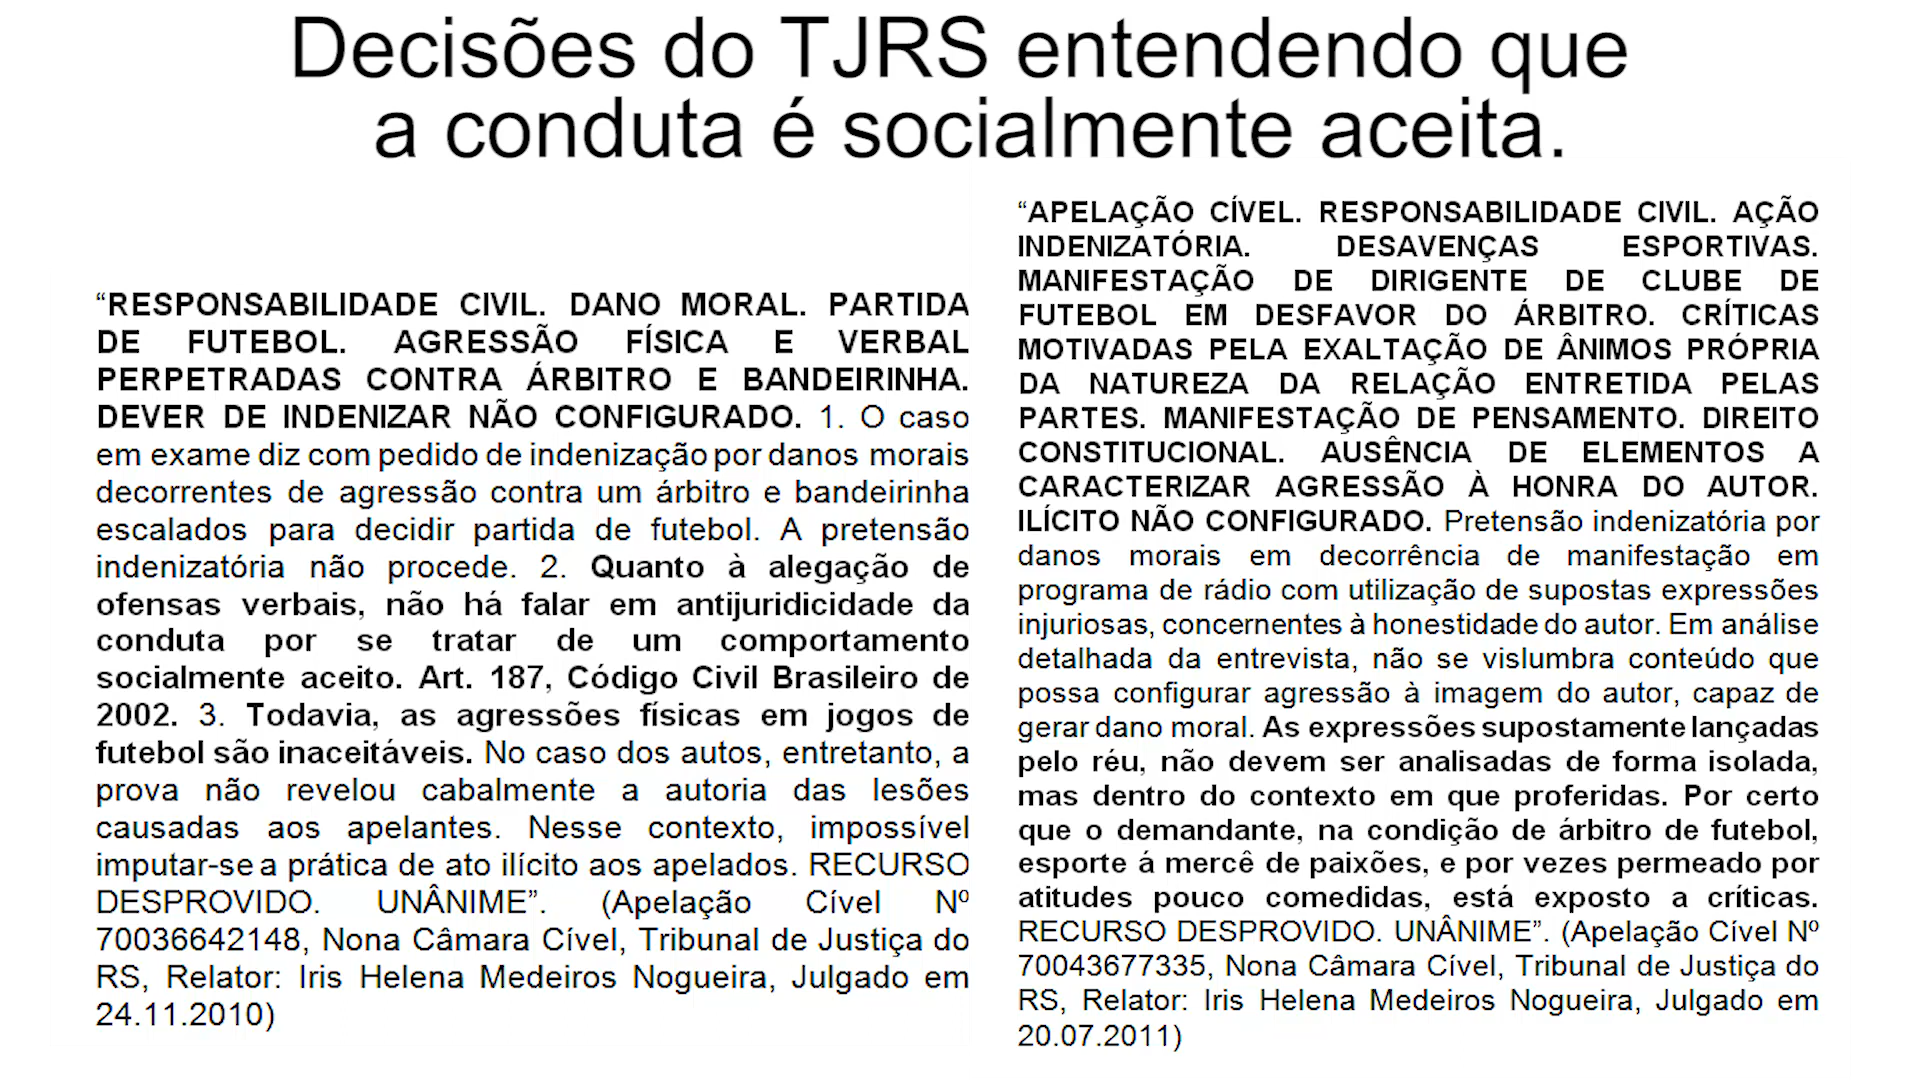 Decisões do TJRS entendendo que
a conduta é socialmente aceita.
“RESPONSABILIDADE CIVIL. DANO MORAL. PARTIDA
DE FUTEBOL. AGRESSÃO FÍSICA E VERBAL
PERPETRADAS CONTRA ÁRBITRO E BANDEIRINHA.
DEVER DE INDENIZAR NÃO CONFIGURADO. 1. O caso
em exame diz com pedido de indenização por danos morais
decorrentes de agressão contra um árbitro e bandeirinha
escalados para decidir partida de futebol. A pretensão
indenizatória não procede. 2. Quanto à alegação de
ofensas verbais, não há falar em antijuridicidade da
conduta por se tratar de um comportamento
socialmente aceito. Art. 187, Código Civil Brasileiro de
2002. 3. Todavia, as agressões físicas em jogos de
futebol são inaceitáveis. No caso dos autos, entretanto, a
prova não revelou cabalmente a autoria das lesões
causadas aos apelantes. Nesse contexto, impossível
imputar-se a prática de ato ilícito aos apelados. RECURSO
DESPROVIDO. UNÂNIME”. (Apelação Cível Nº
70036642148, Nona Câmara Cível, Tribunal de Justiça do
RS, Relator: Iris Helena Medeiros Nogueira, Julgado em
24.11.2010)
“APELAÇÃO CÍVEL. RESPONSABILIDADE CIVIL. AÇÃO
INDENIZATÓRIA. DESAVENÇAS ESPORTIVAS.
MANIFESTAÇÃO DE DIRIGENTE DE CLUBE DE
FUTEBOL EM DESFAVOR DO ÁRBITRO. CRÍTICAS
MOTIVADAS PELA EXALTAÇÃO DE ÂNIMOS PRÓPRIA
DA NATUREZA DA RELAÇÃO ENTRETIDA PELAS
PARTES. MANIFESTAÇÃO DE PENSAMENTO. DIREITO
CONSTITUCIONAL. AUSÊNCIA DE ELEMENTOS A
CARACTERIZAR AGRESSÃO À HONRA DO AUTOR.
ILÍCITO NÃO CONFIGURADO. Pretensão indenizatória por
danos morais em decorrência de manifestação em
programa de rádio com utilização de supostas expressões
injuriosas, concernentes à honestidade do autor. Em análise
detalhada da entrevista, não se vislumbra conteúdo que
possa configurar agressão à imagem do autor, capaz de
gerar dano moral. As expressões supostamente lançadas
pelo réu, não devem ser analisadas de forma isolada,
mas dentro do contexto em que proferidas. Por certo
que o demandante, na condição de árbitro de futebol,
esporte á mercê de paixões, e por vezes permeado por
atitudes pouco comedidas, está exposto a críticas.
RECURSO DESPROVIDO. UNÂNIME”. (Apelação Cível Nº
70043677335, Nona Câmara Cível, Tribunal de Justiça do
RS, Relator: Iris Helena Medeiros Nogueira, Julgado em
20.07.2011)